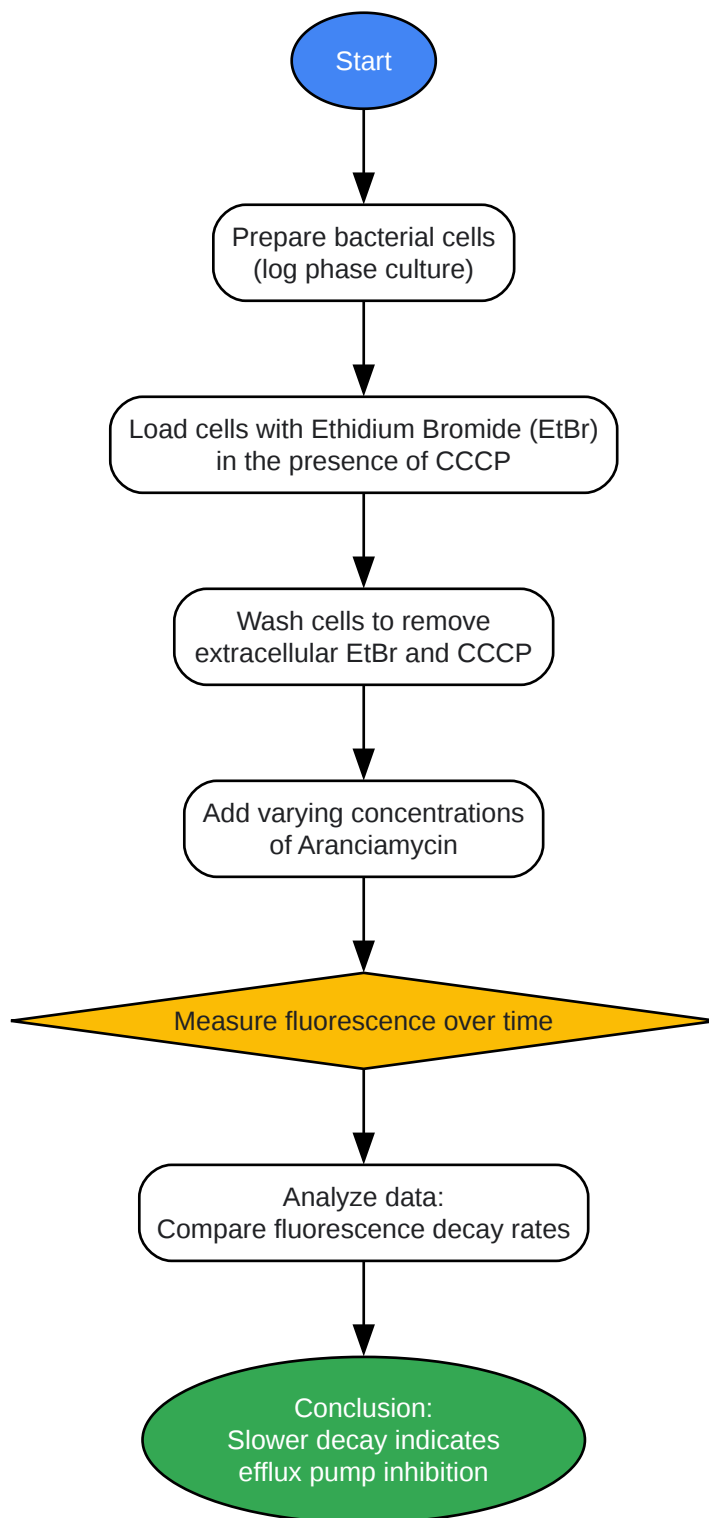 Start
Prepare bacterial cells
(log phase culture)
Load cells with Ethidium Bromide (EtBr)
in the presence of CCCP
Wash cells to remove
extracellular EtBr and CCCP
Add varying concentrations
of Aranciamycin
Measure fluorescence over time
Analyze data:
Compare fluorescence decay rates
Conclusion:
Slower decay indicates
efflux pump inhibition